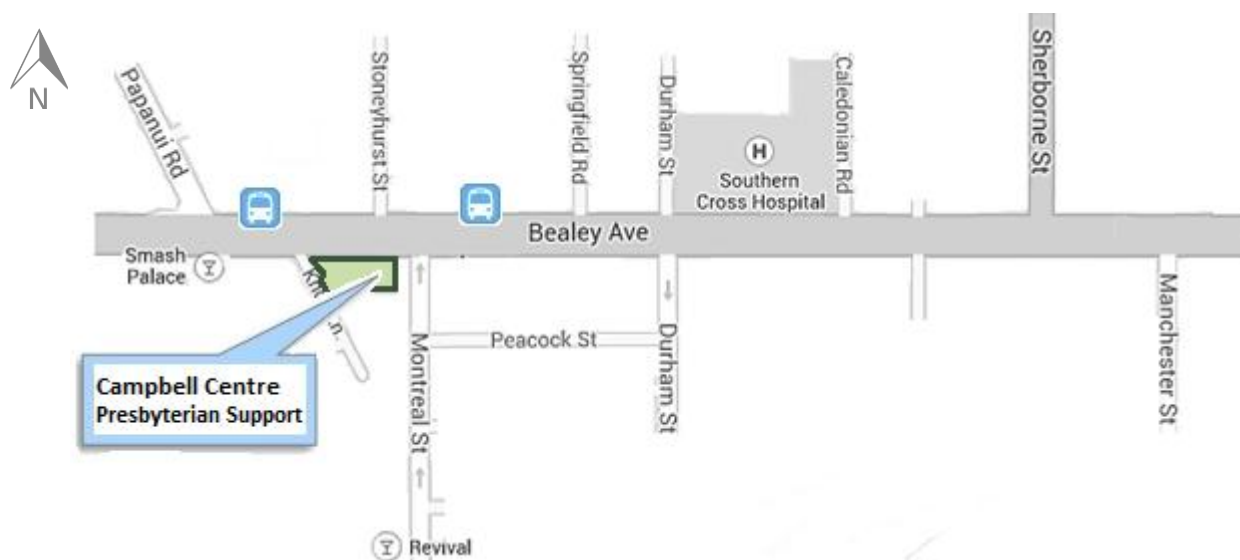 N
Papanui Rd
Stoneyhurst St
Springfield Rd
Durham St
Caledonian Rd
Sherborne St
H
Southern
Cross Hospital
Bealey Ave
Smash
Palace
Peacock St
Montreal St
Durham St
Manchester St
Campbell Centre
Presbyterian Support
Revival